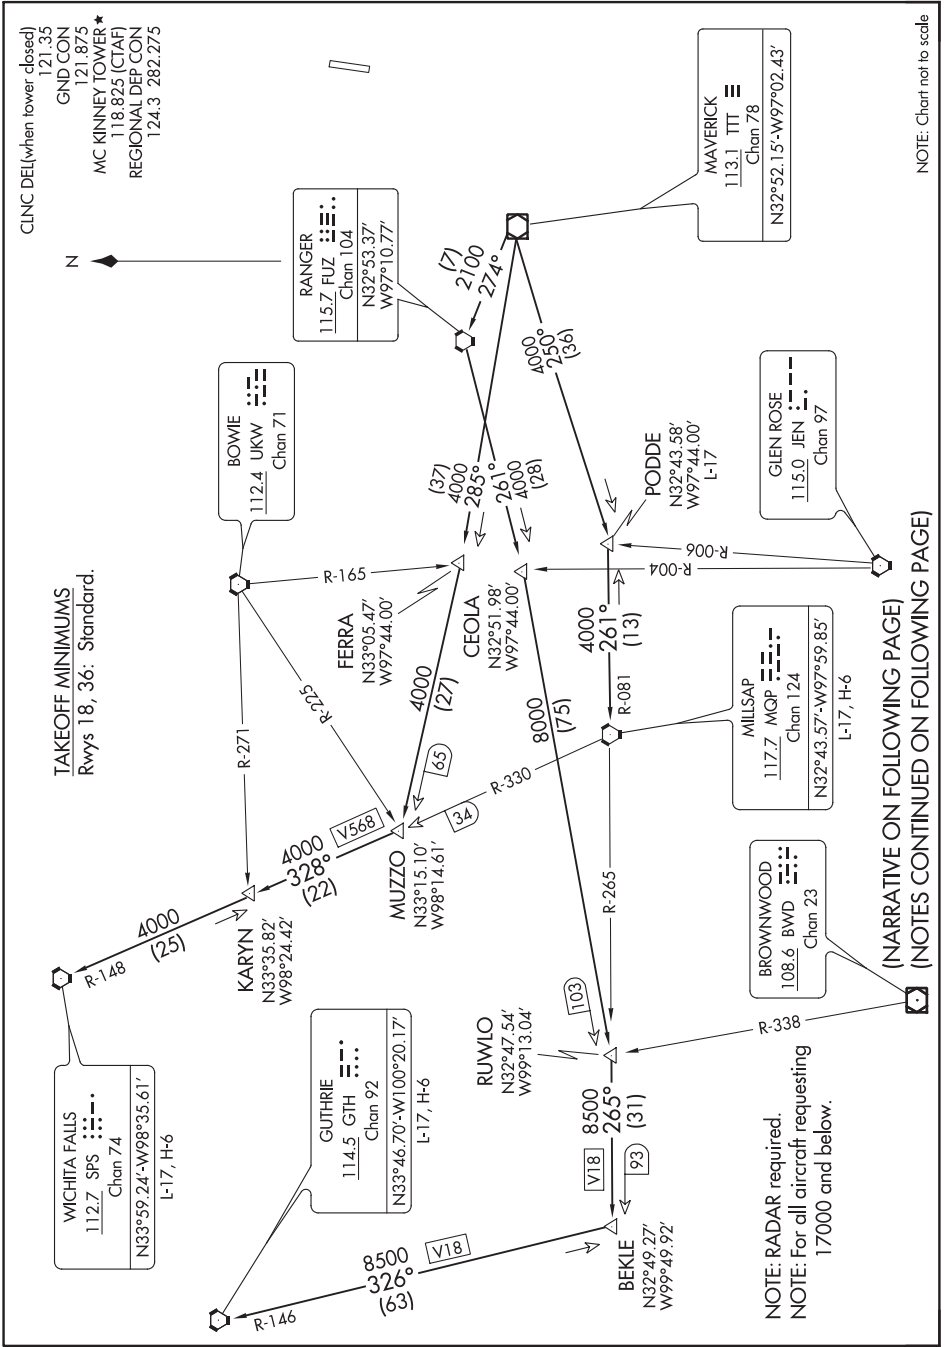 CLNC DEL(when tower closed)
121.35
GND CON
121.875
MC KINNEY TOWER★
118.825 (CTAF)
REGIONAL DEP CON
124.3 282.275
TAKEOFF MINIMUMS
Rwys 18, 36: Standard.
N
WICHITA FALLS
112.7 SPS
Chan 74
N33°59.24′-W98°35.61′
L-17, H-6
R-148
4000
(25)
KARYN
N33°35.82′
W98°24.42′
R-271
BOWIE
112.4 UKW
Chan 71
R-225
R-165
4000
328°
(22)
V568
MUZZO
N33°15.10′
W98°14.61′
65
34
4000
(27)
FERRA
N33°05.47′
W97°44.00′
RANGER
115.7 FUZ
Chan 104
N32°53.37′
W97°10.77′
(37)
4000
285°
261°
4000
(28)
(7)
2100
274°
MAVERICK
113.1 TTT
Chan 78
N32°52.15′-W97°02.43′
4000
250°
(36)
CEOLA
N32°51.98′
W97°44.00′
PODDE
N32°43.58′
W97°44.00′
L-17
4000
261°
(13)
R-081
R-330
R-265
8000
(75)
GUTHRIE
114.5 GTH
Chan 92
N33°46.70′-W100°20.17′
L-17, H-6
R-146
8500
326°
(63)
V18
BEKLE
N32°49.27′
W99°49.92′
V18
8500
265°
(31)
93
RUWLO
N32°47.54′
W99°13.04′
103
R-338
BROWNWOOD
108.6 BWD
Chan 23
MILLSAP
117.7 MQP
Chan 124
N32°43.57′-W97°59.85′
L-17, H-6
R-004
R-006
GLEN ROSE
115.0 JEN
Chan 97
NOTE: RADAR required.
NOTE: For all aircraft requesting
17000 and below.
(NARRATIVE ON FOLLOWING PAGE)
(NOTES CONTINUED ON FOLLOWING PAGE)
NOTE: Chart not to scale